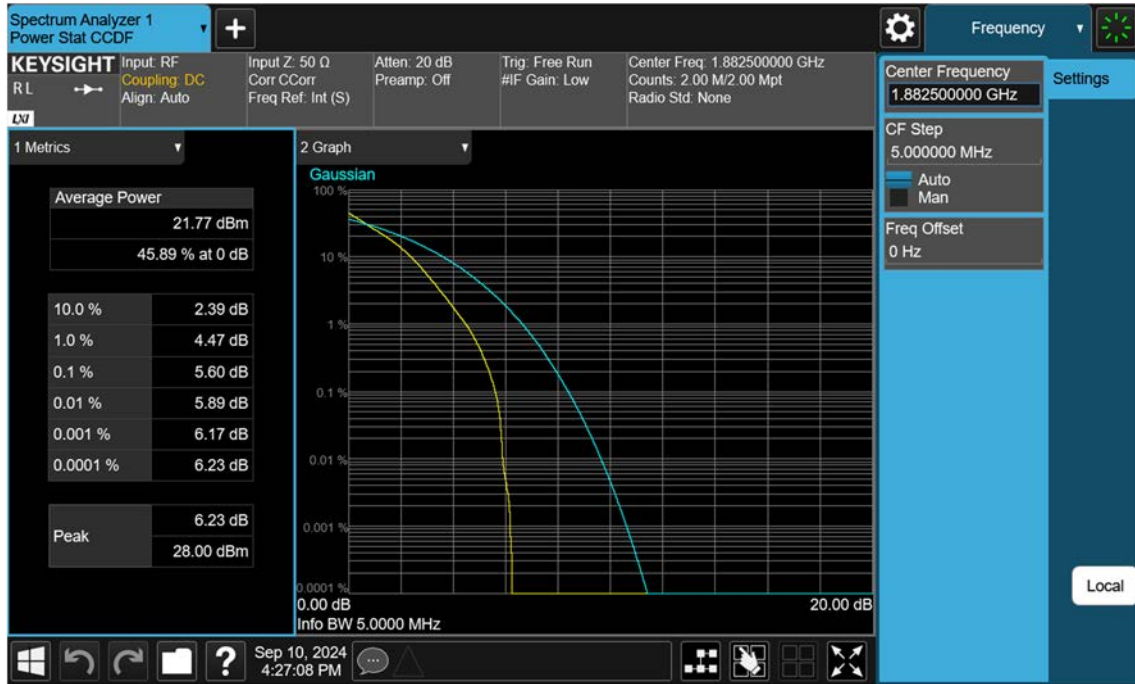 Spectrum Analyzer 1
Power Stat CCDF
+
Frequency
KEYSIGHT
R L
LXI
Input: RF
Coupling: DC
Align: Auto
Input Z: 50 Ω
Corr CCorr
Freq Ref: Int (S)
Atten: 20 dB
Preamp: Off
Trig: Free Run
#IF Gain: Low
Center Freq: 1.882500000 GHz
Counts: 2.00 M/2.00 Mpt
Radio Std: None
Center Frequency
1.882500000 GHz
Settings
CF Step
5.000000 MHz
Auto
Man
Freq Offset
0 Hz
Local
1 Metrics
Average Power
21.77 dBm
45.89 % at 0 dB
10.0 % 2.39 dB
1.0 % 4.47 dB
0.1 % 5.60 dB
0.01 % 5.89 dB
0.001 % 6.17 dB
0.0001 % 6.23 dB
Peak 6.23 dB
28.00 dBm
2 Graph
Gaussian
100 %
10 %
1 %
0.1 %
0.01 %
0.001 %
0.0001 %
0.00 dB 20.00 dB
Info BW 5.0000 MHz
?
Sep 10, 2024
4:27:08 PM